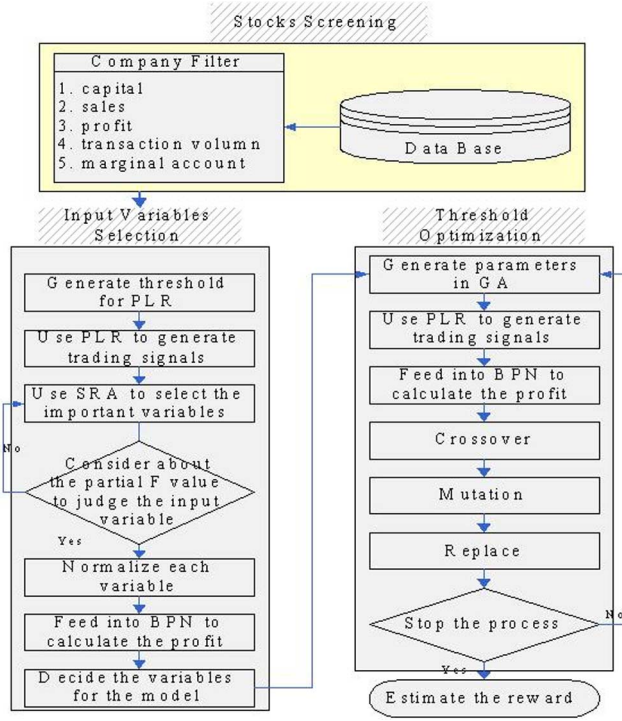 Stocks Screening
Company Filter
1. capital
2. sales
3. profit
4. transaction volumn
5. marginal account
Data Base
Input Variables
Selection
Generate threshold
for PLR
Use PLR to generate
trading signals
Use SRA to select the
important variables
No
Consider about
the partial F value
to judge the input
variable
Yes
Normalize each
variable
Feed into BPN to
calculate the profit
Decide the variables
for the model
Threshold
Optimization
Generate parameters
in GA
Use PLR to generate
trading signals
Feed into BPN to
calculate the profit
Crossover
Mutation
Replace
Stop the process
No
Yes
Estimate the reward